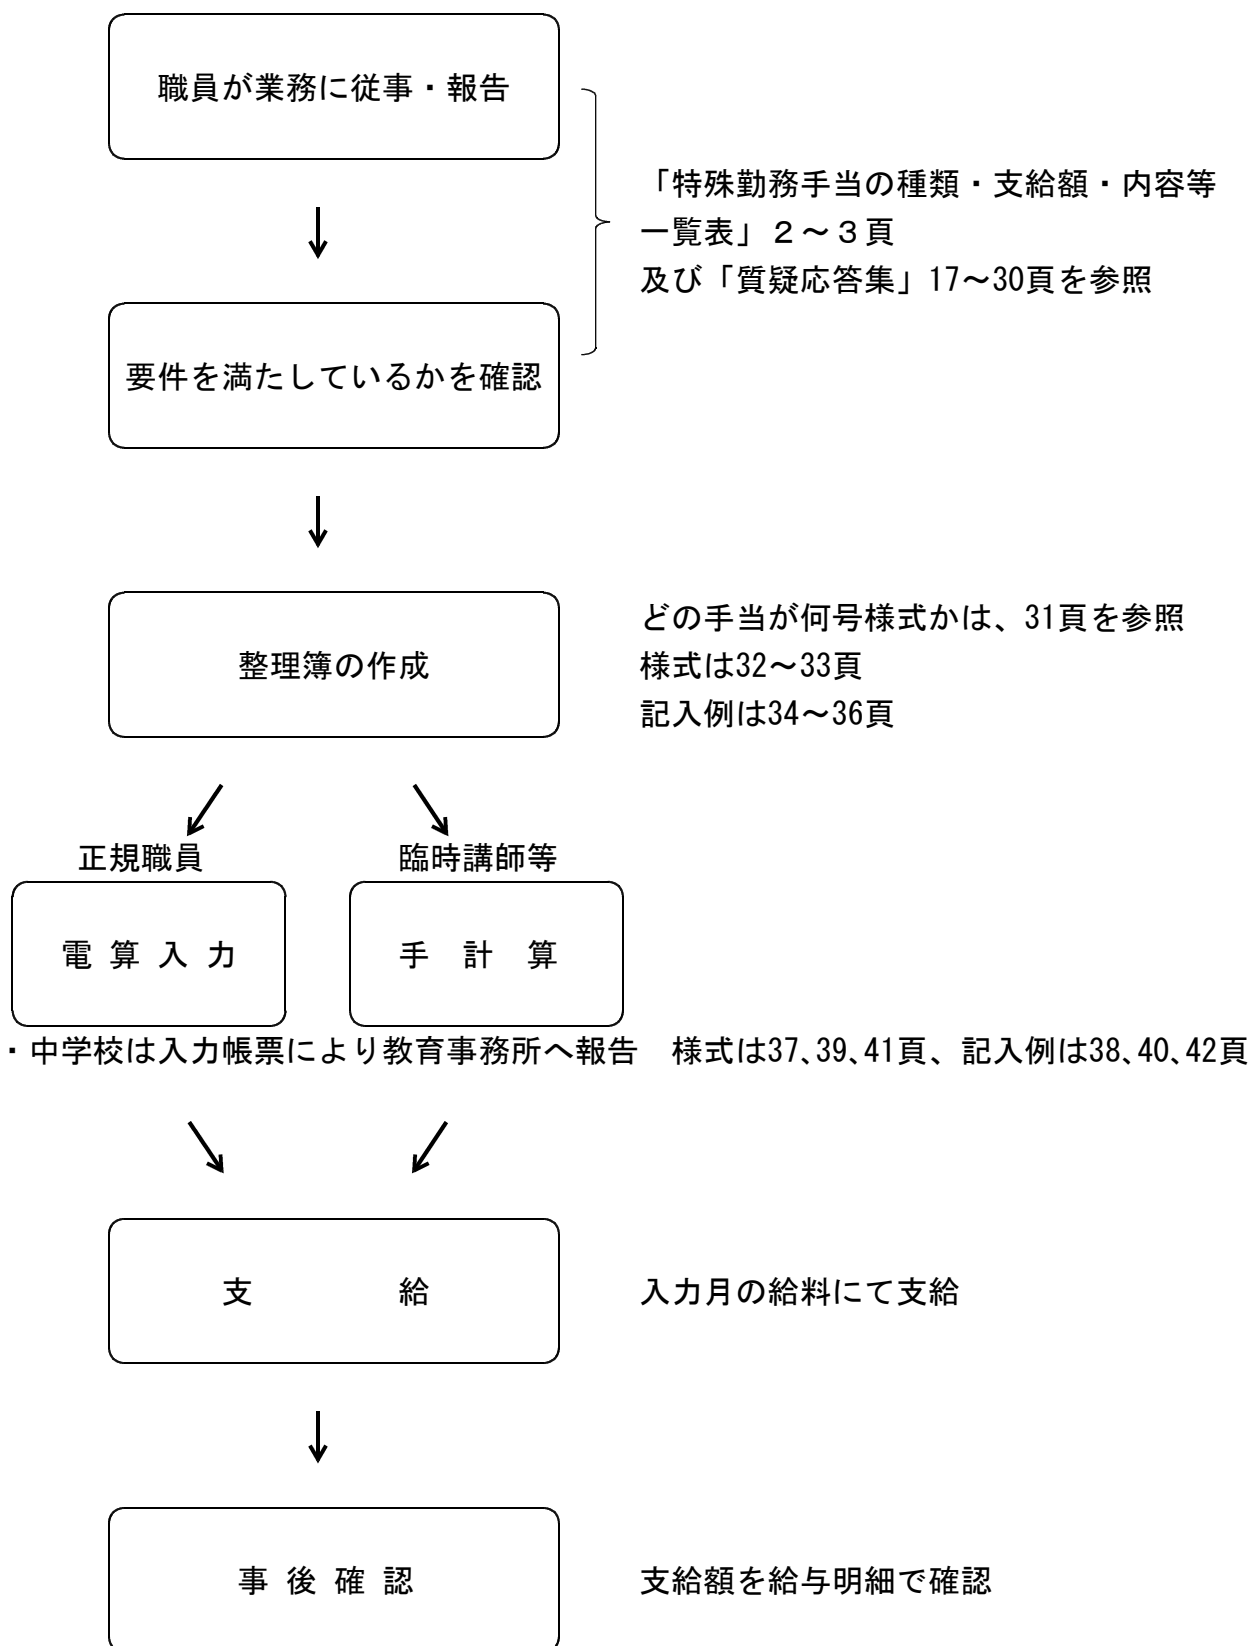 職員が業務に従事・報告
「特殊勤務手当の種類・支給額・内容等
一覧表」２～３頁
及び「質疑応答集」17～30頁を参照
要件を満たしているかを確認
整理簿の作成
どの手当が何号様式かは、31頁を参照
様式は32～33頁
記入例は34～36頁
正規職員
臨時講師等
電 算 入 力
手　計　算
・中学校は入力帳票により教育事務所へ報告　様式は37､39､41頁、記入例は38､40､42頁
支　　　　給
入力月の給料にて支給
事 後 確 認
支給額を給与明細で確認